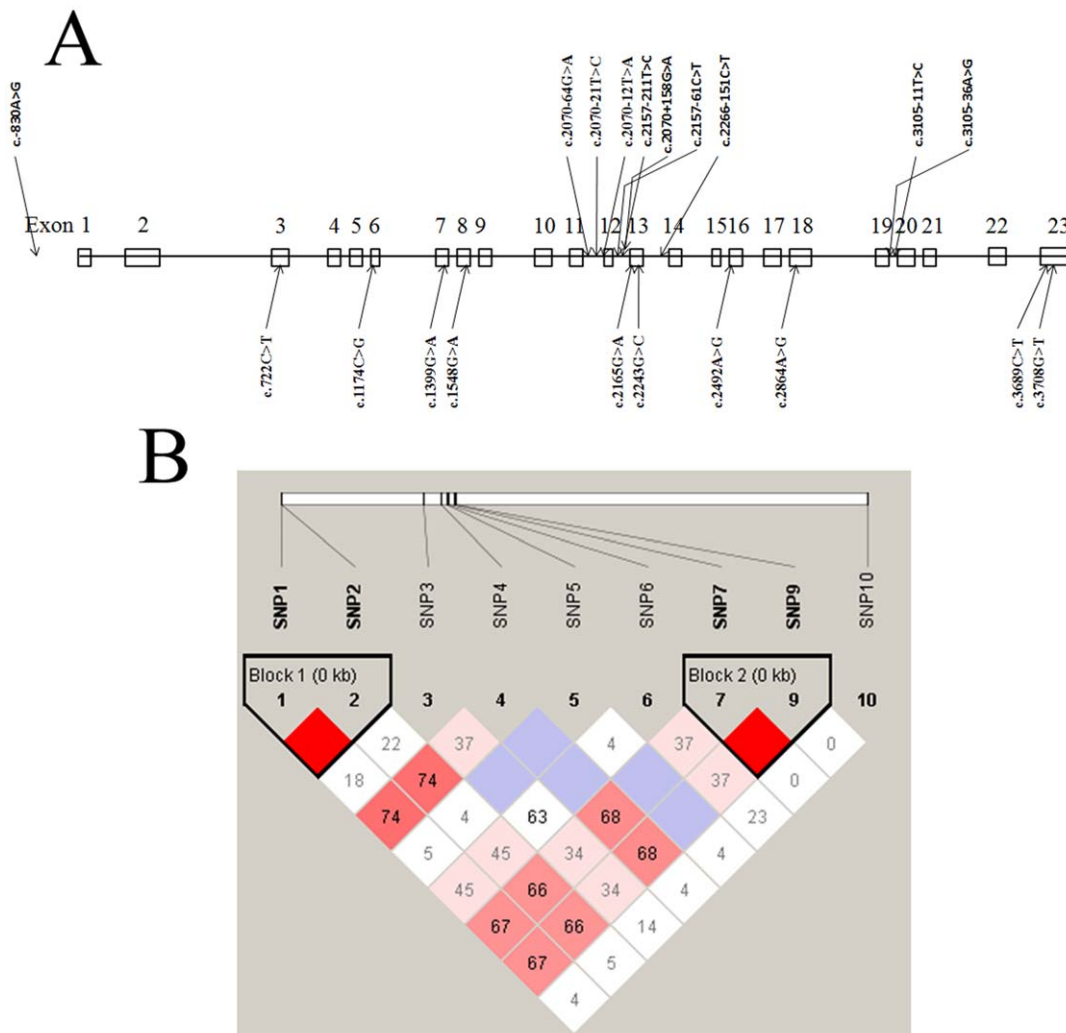 A
c.-830A>G
c.2070-64G>A
c.2070-21T>C
c.2070-12T>A
c.2157-211T>C
c.2070+158G>A
c.2157-61C>T
c.2266-151C>T
c.3105-11T>C
c.3105-36A>G
Exon 1 2 3 4 5 6 7 8 9 10 11 12 13 14 15 16 17 18 19 20 21 22 23
c.722C>T
c.1174C>G
c.1399G>A
c.1548G>A
c.2165G>A
c.2243G>C
c.2492A>G
c.2864A>G
c.3689C>T
c.3708G>T
B
SNP1
SNP2
SNP3
SNP4
SNP5
SNP6
SNP7
SNP9
SNP10
Block 1 (0 kb) Block 2 (0 kb)
1 2 3 4 5 6 7 9 10
22 37 4 37 0
18 74 37 0
74 4 63 68 23
5 45 34 68 4
45 66 34 4
67 66 14
67 5
4